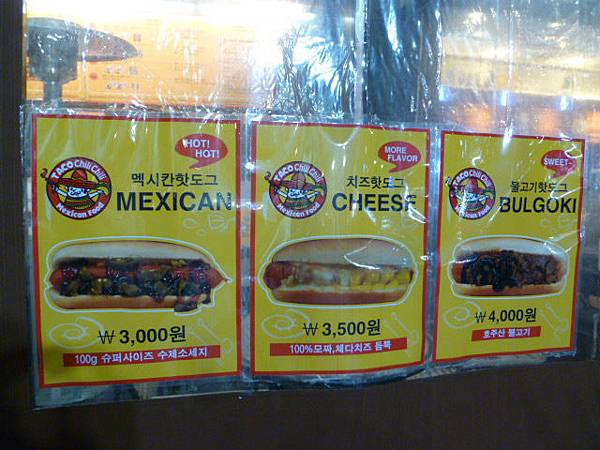 HOT!
HOT!
TACO Chili Chili
Mexican Food
멕시칸핫도그
MEXICAN
₩ 3,000원
100g 슈퍼사이즈 수제소세지
MORE
FLAVOR
TACO Chili Chili
Mexican Food
치즈핫도그
CHEESE
₩ 3,500원
100%모짜,체다치즈 듬뿍
SWEET~
TACO Chili Chili
Mexican Food
불고기핫도그
BULGOKI
₩ 4,000원
호주산 불고기